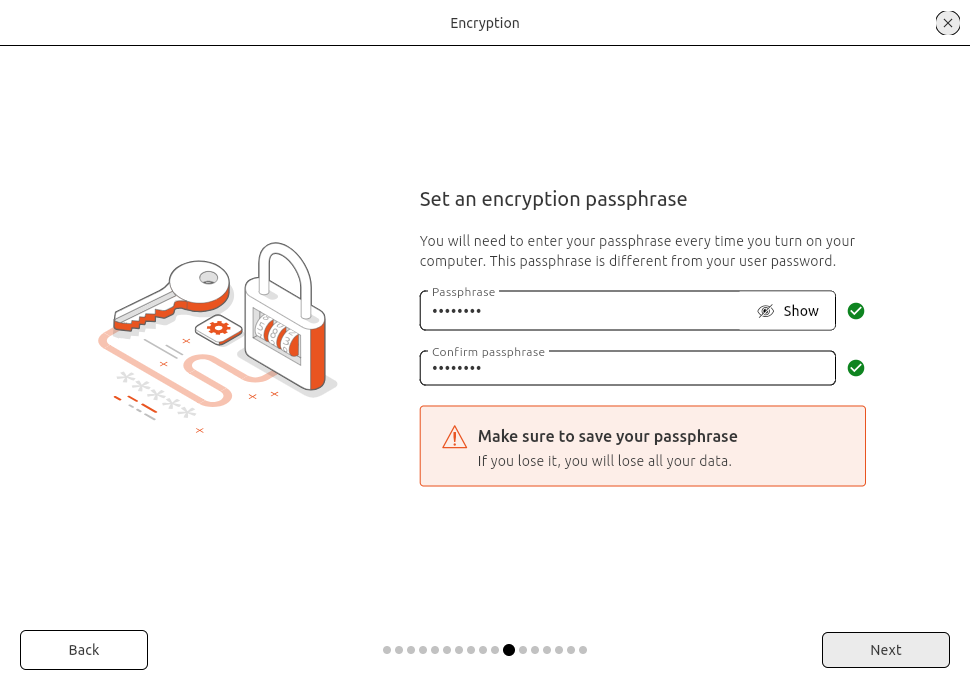 Encryption
Set an encryption passphrase
You will need to enter your passphrase every time you turn on your
computer. This passphrase is different from your user password.
Passphrase
••••••••
Show
Confirm passphrase
••••••••
Make sure to save your passphrase
If you lose it, you will lose all your data.
Back
Next